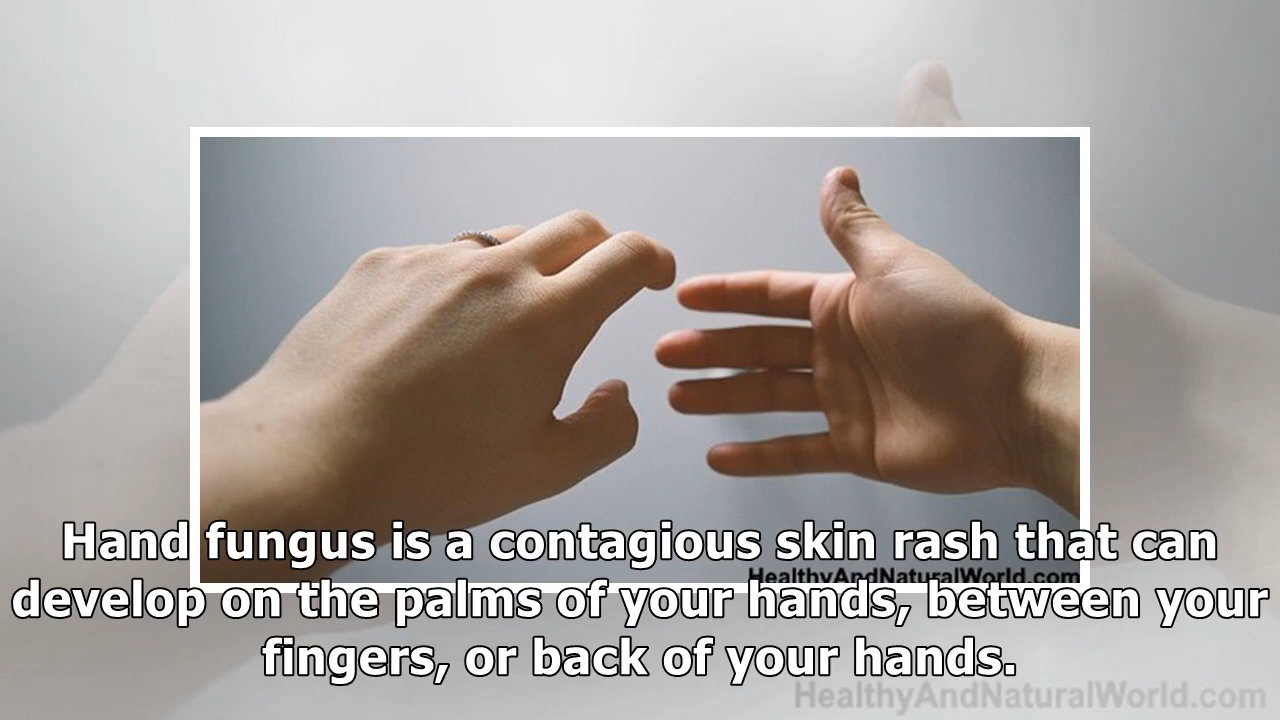 Hand fungus is a contagious skin rash that can
HealthyAndNaturalWorld.com
develop on the palms of your hands, between your
fingers, or back of your hands.
HealthyAndNaturalWorld.com